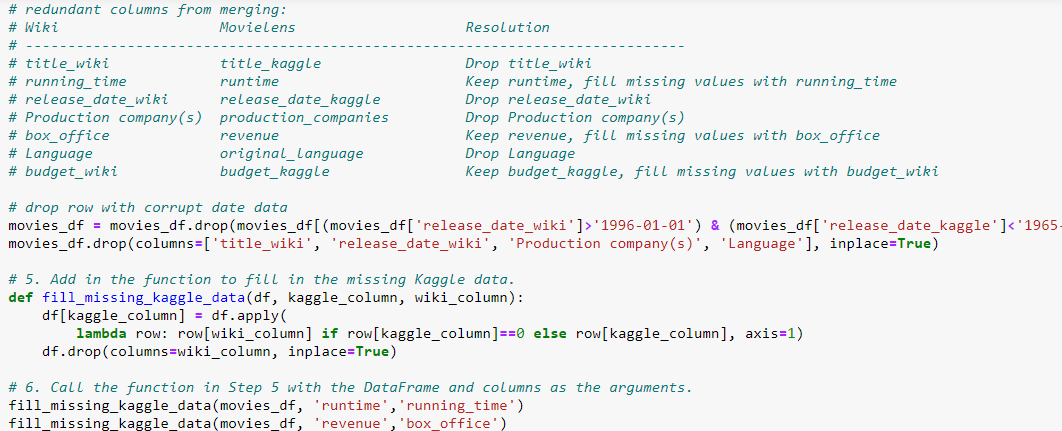 # redundant columns from merging:
# Wiki                  Movielens                Resolution
# --------------------------------------------------------------------------
# title_wiki            title_kaggle             Drop title_wiki
# running_time          runtime                  Keep runtime, fill missing values with running_time
# release_date_wiki     release_date_kaggle      Drop release_date_wiki
# Production company(s) production_companies     Drop Production company(s)
# box_office            revenue                  Keep revenue, fill missing values with box_office
# Language              original_language        Drop Language
# budget_wiki           budget_kaggle            Keep budget_kaggle, fill missing values with budget_wiki
# drop row with corrupt date data
movies_df = movies_df.drop(movies_df[(movies_df['release_date_wiki']>'1996-01-01') & (movies_df['release_date_kaggle']<'1965-
movies_df.drop(columns=['title_wiki', 'release_date_wiki', 'Production company(s)', 'Language'], inplace=True)
# 5. Add in the function to fill in the missing Kaggle data.
def fill_missing_kaggle_data(df, kaggle_column, wiki_column):
    df[kaggle_column] = df.apply(
        lambda row: row[wiki_column] if row[kaggle_column]==0 else row[kaggle_column], axis=1)
    df.drop(columns=wiki_column, inplace=True)
# 6. Call the function in Step 5 with the DataFrame and columns as the arguments.
fill_missing_kaggle_data(movies_df, 'runtime','running_time')
fill_missing_kaggle_data(movies_df, 'revenue','box_office')